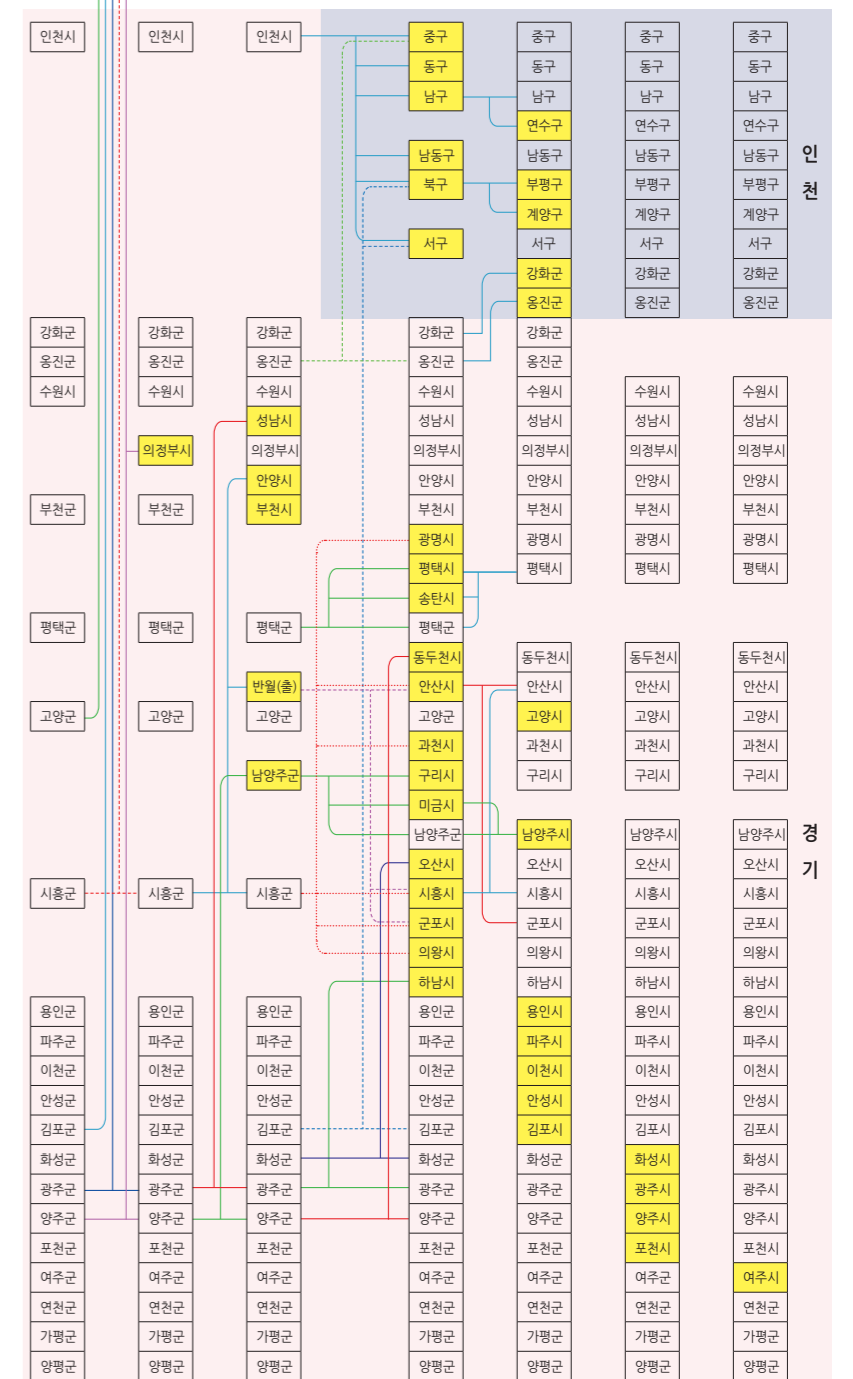 인천시 인천시 인천시 중구 중구 중구 중구
동구 동구 동구 동구
남구 남구 남구 남구
연수구 연수구 연수구
남동구 남동구 남동구 남동구 인
북구 부평구 부평구 부평구 천
계양구 계양구 계양구
서구 서구 서구 서구
강화군 강화군 강화군
옹진군 옹진군 옹진군
강화군 강화군 강화군 강화군 강화군
옹진군 옹진군 옹진군 옹진군 옹진군
수원시 수원시 수원시 수원시 수원시 수원시 수원시
성남시 성남시 성남시 성남시 성남시
의정부시 의정부시 의정부시 의정부시 의정부시 의정부시
안양시 안양시 안양시 안양시 안양시
부천군 부천군 부천시 부천시 부천시 부천시 부천시
광명시 광명시 광명시 광명시
평택시 평택시 평택시 평택시
송탄시
평택군 평택군 평택군 평택군
동두천시 동두천시 동두천시 동두천시
반월(출) 안산시 안산시 안산시 안산시
고양군 고양군 고양군 고양군 고양시 고양시 고양시
과천시 과천시 과천시 과천시
남양주군 구리시 구리시 구리시 구리시
미금시
남양주군 남양주시 남양주시 남양주시 경
오산시 오산시 오산시 오산시 기
시흥군 시흥군 시흥군 시흥시 시흥시 시흥시 시흥시
군포시 군포시 군포시 군포시
의왕시 의왕시 의왕시 의왕시
하남시 하남시 하남시 하남시
용인군 용인군 용인군 용인군 용인시 용인시 용인시
파주군 파주군 파주군 파주군 파주시 파주시 파주시
이천군 이천군 이천군 이천군 이천시 이천시 이천시
안성군 안성군 안성군 안성군 안성시 안성시 안성시
김포군 김포군 김포군 김포군 김포시 김포시 김포시
화성군 화성군 화성군 화성군 화성군 화성시 화성시
광주군 광주군 광주군 광주군 광주군 광주시 광주시
양주군 양주군 양주군 양주군 양주군 양주시 양주시
포천군 포천군 포천군 포천군 포천군 포천시 포천시
여주군 여주군 여주군 여주군 여주군 여주군 여주시
연천군 연천군 연천군 연천군 연천군 연천군 연천군
가평군 가평군 가평군 가평군 가평군 가평군 가평군
양평군 양평군 양평군 양평군 양평군 양평군 양평군